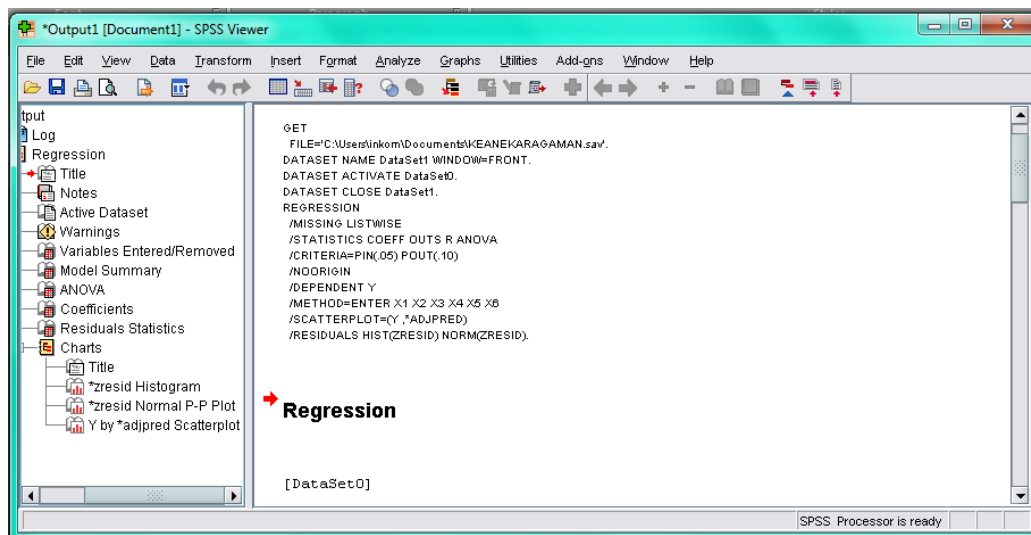 *Output1 [Document1] - SPSS Viewer
File Edit View Data Transform Insert Format Analyze Graphs Utilities Add-ons Window Help
tput
Log
Regression
Title
Notes
Active Dataset
Warnings
Variables Entered/Removed
Model Summary
ANOVA
Coefficients
Residuals Statistics
Charts
Title
*zresid Histogram
*zresid Normal P-P Plot
Y by *adjpred Scatterplot
GET
FILE='C:\Users\inkom\Documents\KEANEKARAGAMAN.sav'.
DATASET NAME DataSet1 WINDOW=FRONT.
DATASET ACTIVATE DataSet0.
DATASET CLOSE DataSet1.
REGRESSION
/MISSING LISTWISE
/STATISTICS COEFF OUTS R ANOVA
/CRITERIA=PIN(.05) POUT(.10)
/NOORIGIN
/DEPENDENT Y
/METHOD=ENTER X1 X2 X3 X4 X5 X6
/SCATTERPLOT=(Y ,*ADJPRED)
/RESIDUALS HIST(ZRESID) NORM(ZRESID).
Regression
[DataSet0]
SPSS Processor is ready